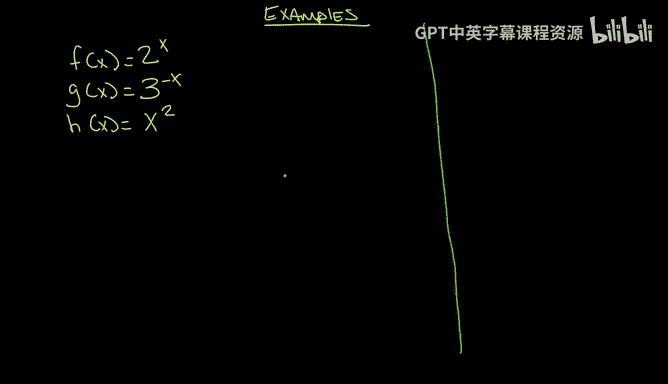 EXAMPLES
GPT中英字幕课程资源 bilibili
f(x)=2^x
g(x)=3^-x
h(x)=x^2